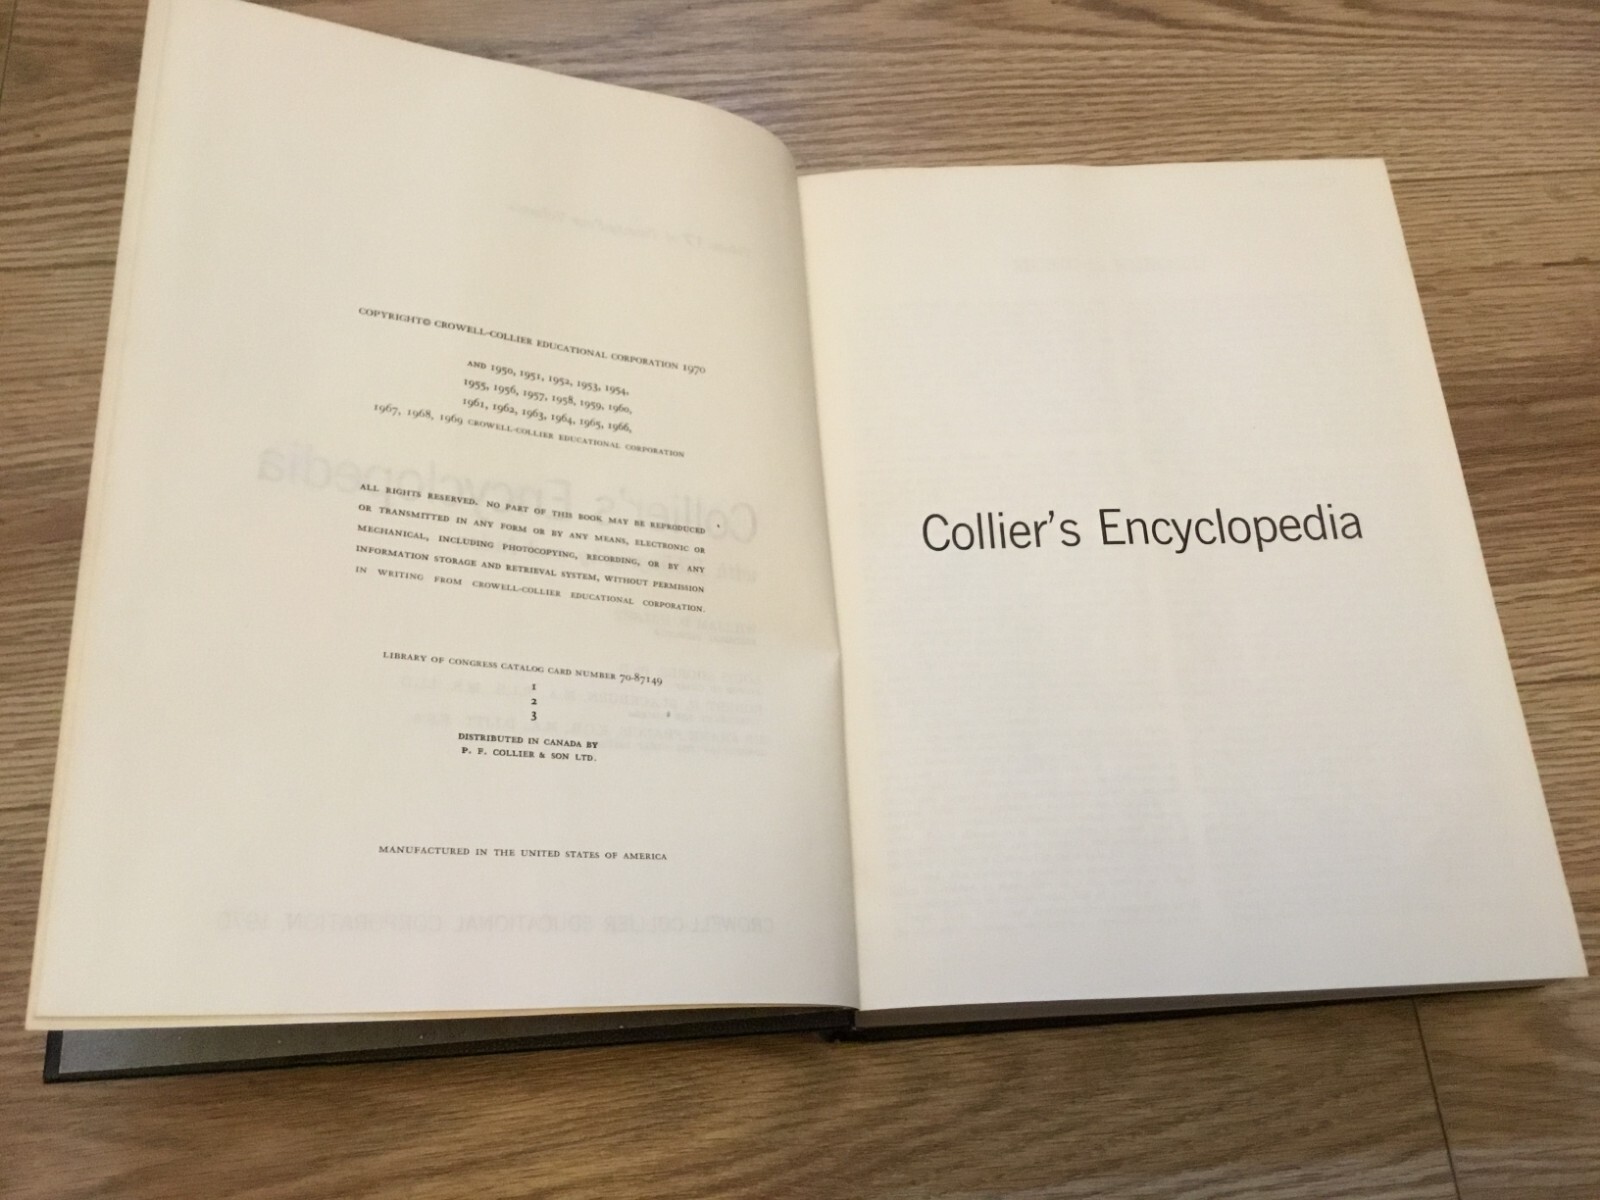 COPYRIGHT© CROWELL-COLLIER EDUCATIONAL CORPORATION 1970
AND 1950, 1951, 1952, 1953, 1954,
1955, 1956, 1957, 1958, 1959, 1960,
1961, 1962, 1963, 1964, 1965, 1966,
1967, 1968, 1969 CROWELL-COLLIER EDUCATIONAL CORPORATION
ALL RIGHTS RESERVED. NO PART OF THIS BOOK MAY BE REPRODUCED
OR TRANSMITTED IN ANY FORM OR BY ANY MEANS, ELECTRONIC OR
MECHANICAL, INCLUDING PHOTOCOPYING, RECORDING, OR BY ANY
INFORMATION STORAGE AND RETRIEVAL SYSTEM, WITHOUT PERMISSION
IN WRITING FROM CROWELL-COLLIER EDUCATIONAL CORPORATION.
LIBRARY OF CONGRESS CATALOG CARD NUMBER 70-87149
1
2
3
DISTRIBUTED IN CANADA BY
P. F. COLLIER & SON LTD.
MANUFACTURED IN THE UNITED STATES OF AMERICA
Collier's Encyclopedia